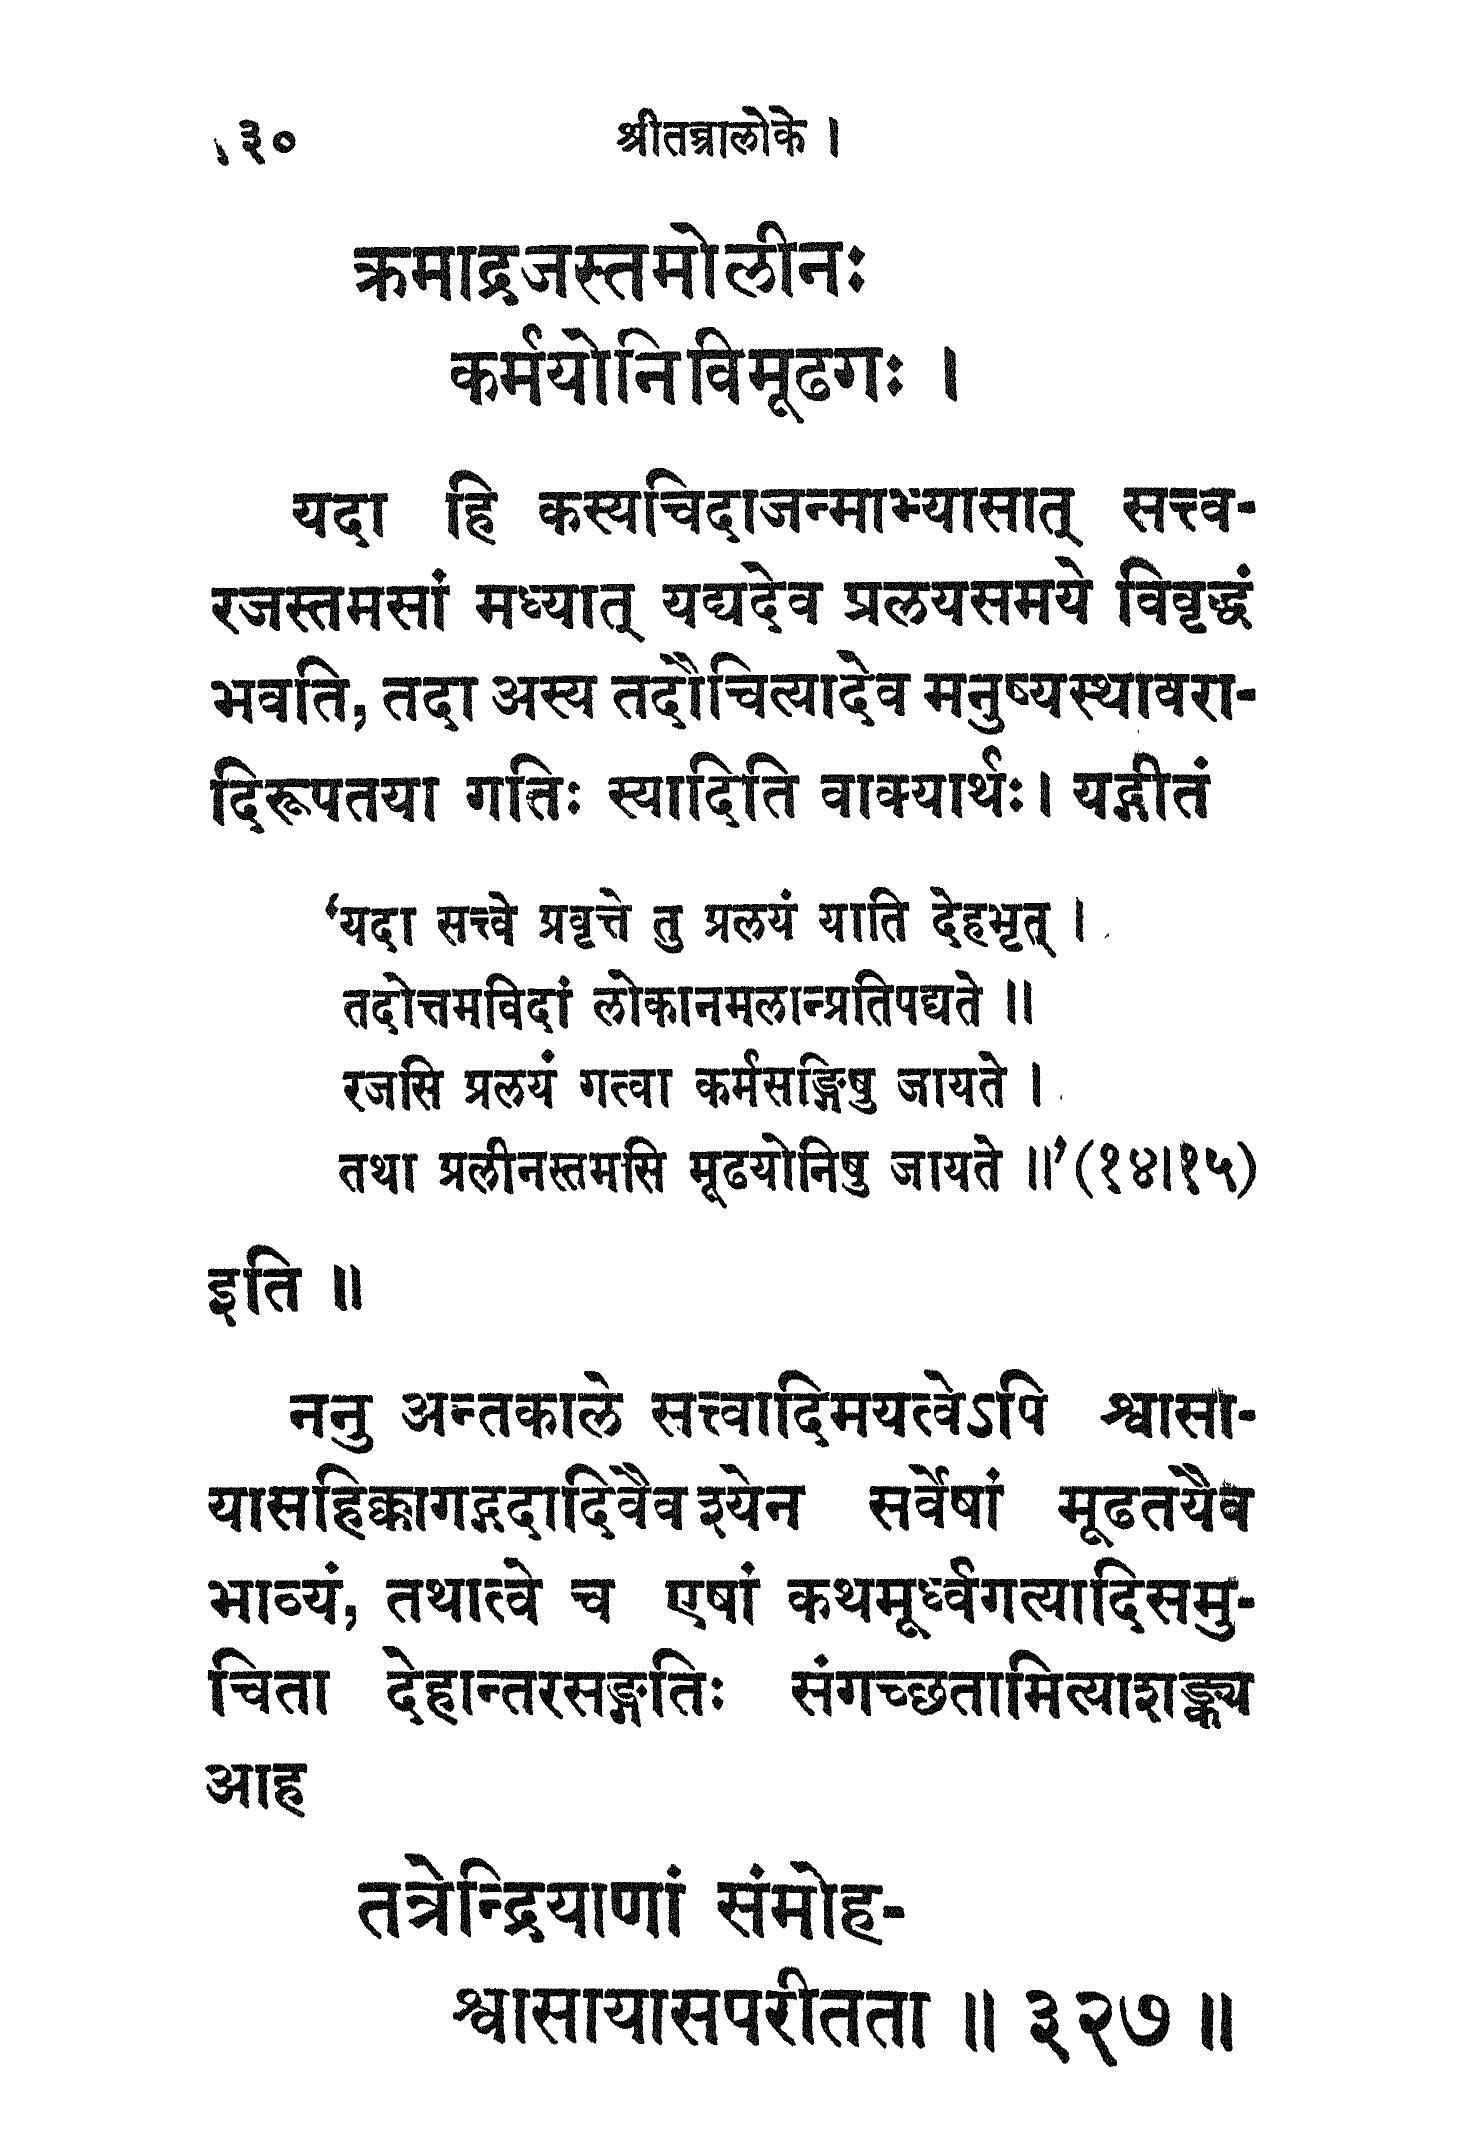 ३०
श्रीतन्त्रालोके ।
क्रमाद्रजस्तमोलीनः
कर्मयोनिविमूढगः ।
यदा हि कस्यचिदाजन्माभ्यासात् सत्त्व-
रजस्तमसां मध्यात् यद्यदेव प्रलयसमये विवृद्धं
भवति, तदा अस्य तदौचित्यादेव मनुष्यस्थावरा-
दिरूपतया गतिः स्यादिति वाक्यार्थः। यद्गीतं
‘यदा सत्त्वे प्रवृत्ते तु प्रलयं याति देहभृत् ।
तदोत्तमविदां लोकानमलान्प्रतिपद्यते ॥
रजसि प्रलयं गत्वा कर्मसङ्गिषु जायते ।
तथा प्रलीनस्तमसि मूढयोनिषु जायते ॥’ (१४।१५)
इति ॥
ननु अन्तकाले सत्त्वादिमयत्वेऽपि श्वासा-
यासहिक्कागद्गदादिवैवश्येन सर्वेषां मूढतयैव
भाव्यं, तथात्वे च एषां कथमूर्ध्वगत्यादिसमु-
चिता देहान्तरसङ्गतिः संगच्छतामित्याशङ्क्य
आह
तत्रेन्द्रियाणां संमोह-
श्वासायासपरीतता ॥ ३२७ ॥